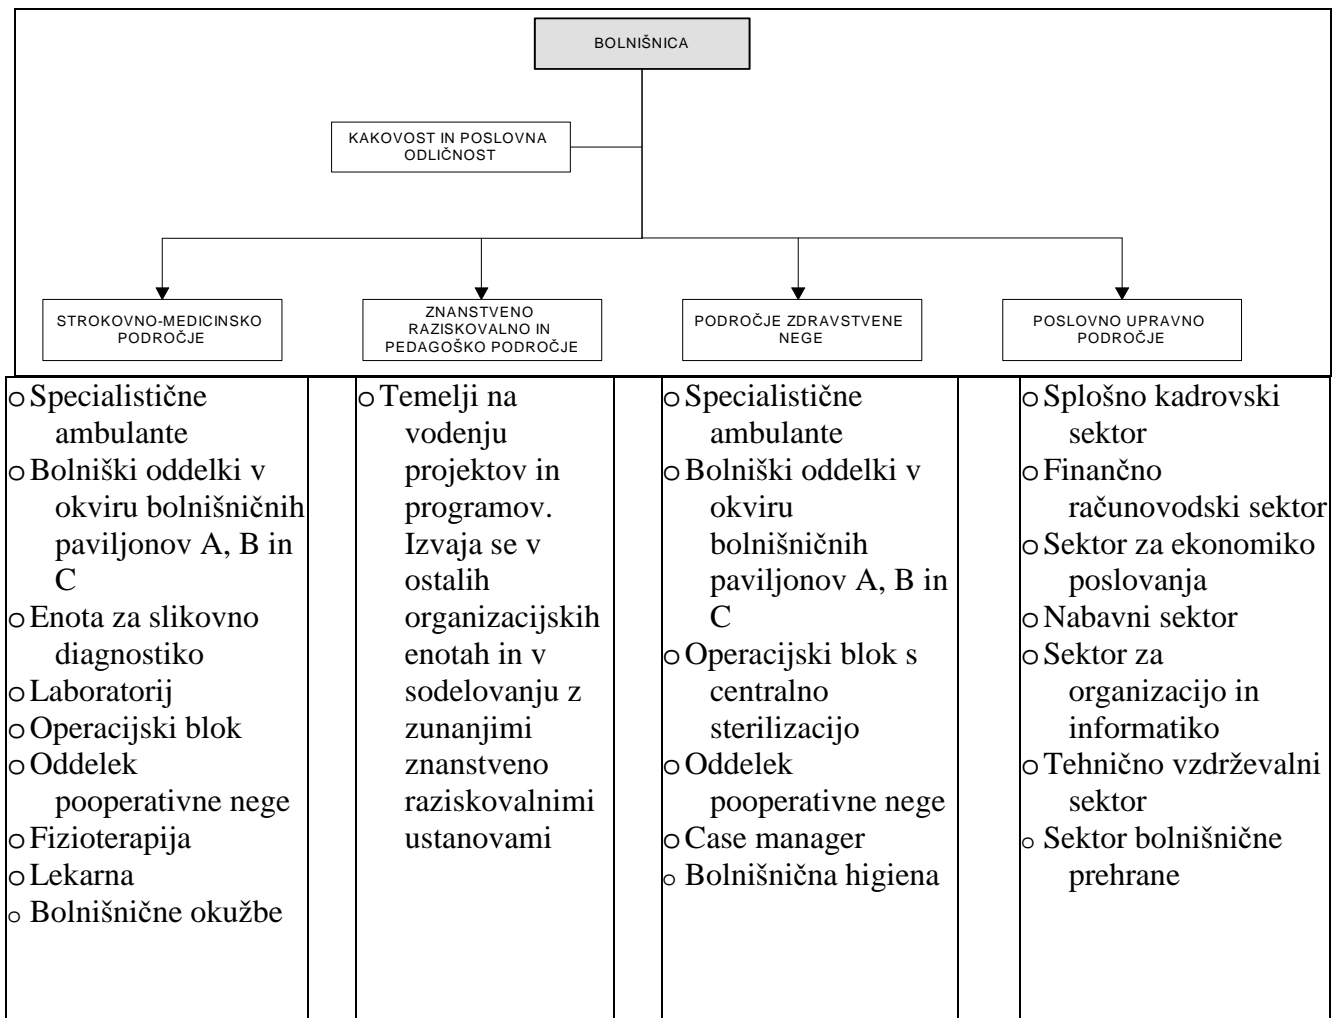 BOLNIŠNICA
KAKOVOST IN POSLOVNA
ODLIČNOST
STROKOVNO-MEDICINSKO
PODROČJE
ZNANSTVENO
RAZISKOVALNO IN
PEDAGOŠKO PODROČJE
PODROČJE ZDRAVSTVENE
NEGE
POSLOVNO UPRAVNO
PODROČJE
o Specialistične
ambulante
o Bolniški oddelki v
okviru bolnišničnih
paviljonov A, B in
C
o Enota za slikovno
diagnostiko
o Laboratorij
o Operacijski blok
o Oddelek
pooperativne nege
o Fizioterapija
o Lekarna
o Bolnišnične okužbe
o Temelji na
vodenju
projektov in
programov.
Izvaja se v
ostalih
organizacijskih
enotah in v
sodelovanju z
zunanjimi
znanstveno
raziskovalnimi
ustanovami
o Specialistične
ambulante
o Bolniški oddelki v
okviru
bolnišničnih
paviljonov A, B in
C
o Operacijski blok s
centralno
sterilizacijo
o Oddelek
pooperativne nege
o Case manager
o Bolnišnična higiena
o Splošno kadrovski
sektor
o Finančno
računovodski sektor
o Sektor za ekonomiko
poslovanja
o Nabavni sektor
o Sektor za
organizacijo in
informatiko
o Tehnično vzdrževalni
sektor
o Sektor bolnišnične
prehrane